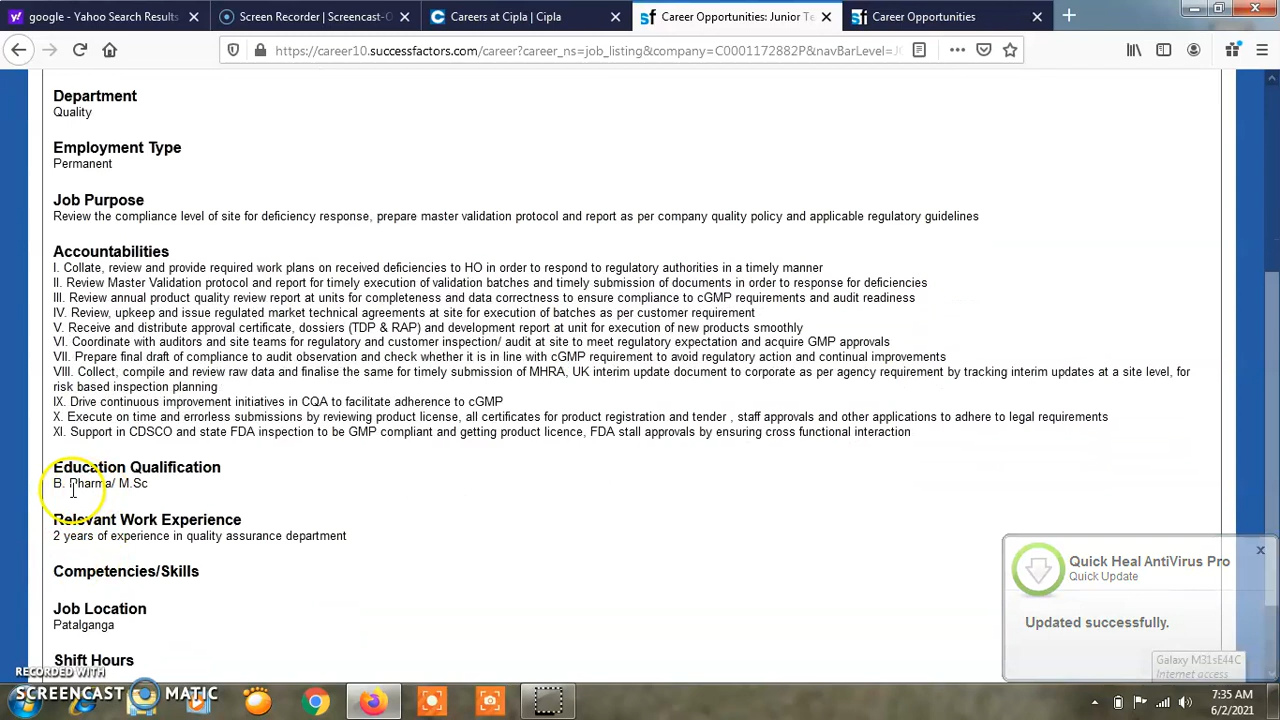 google - Yahoo Search Results
Screen Recorder | Screencast-O
Careers at Cipla | Cipla
Career Opportunities: Junior Te
Career Opportunities
https://career10.successfactors.com/career?career_ns=job_listing&company=C0001172882P&navBarLevel=JO
Department
Quality
Employment Type
Permanent
Job Purpose
Review the compliance level of site for deficiency response, prepare master validation protocol and report as per company quality policy and applicable regulatory guidelines
Accountabilities
I. Collate, review and provide required work plans on received deficiencies to HO in order to respond to regulatory authorities in a timely manner
II. Review Master Validation protocol and report for timely execution of validation batches and timely submission of documents in order to response for deficiencies
III. Review annual product quality review report at units for completeness and data correctness to ensure compliance to cGMP requirements and audit readiness
IV. Review, upkeep and issue regulated market technical agreements at site for execution of batches as per customer requirement
V. Receive and distribute approval certificate, dossiers (TDP & RAP) and development report at unit for execution of new products smoothly
VI. Coordinate with auditors and site teams for regulatory and customer inspection/ audit at site to meet regulatory expectation and acquire GMP approvals
VII. Prepare final draft of compliance to audit observation and check whether it is in line with cGMP requirement to avoid regulatory action and continual improvements
VIII. Collect, compile and review raw data and finalise the same for timely submission of MHRA, UK interim update document to corporate as per agency requirement by tracking interim updates at a site level, for
risk based inspection planning
IX. Drive continuous improvement initiatives in CQA to facilitate adherence to cGMP
X. Execute on time and errorless submissions by reviewing product license, all certificates for product registration and tender , staff approvals and other applications to adhere to legal requirements
XI. Support in CDSCO and state FDA inspection to be GMP compliant and getting product licence, FDA stall approvals by ensuring cross functional interaction
Education Qualification
B. Pharma/ M.Sc
Relevant Work Experience
2 years of experience in quality assurance department
Competencies/Skills
Job Location
Patalganga
Shift Hours
Quick Heal AntiVirus Pro
Quick Update
Updated successfully.
Galaxy M31sE44C
Internet access
RECORDED WITH
SCREENCAST MATIC
7:35 AM
6/2/2021